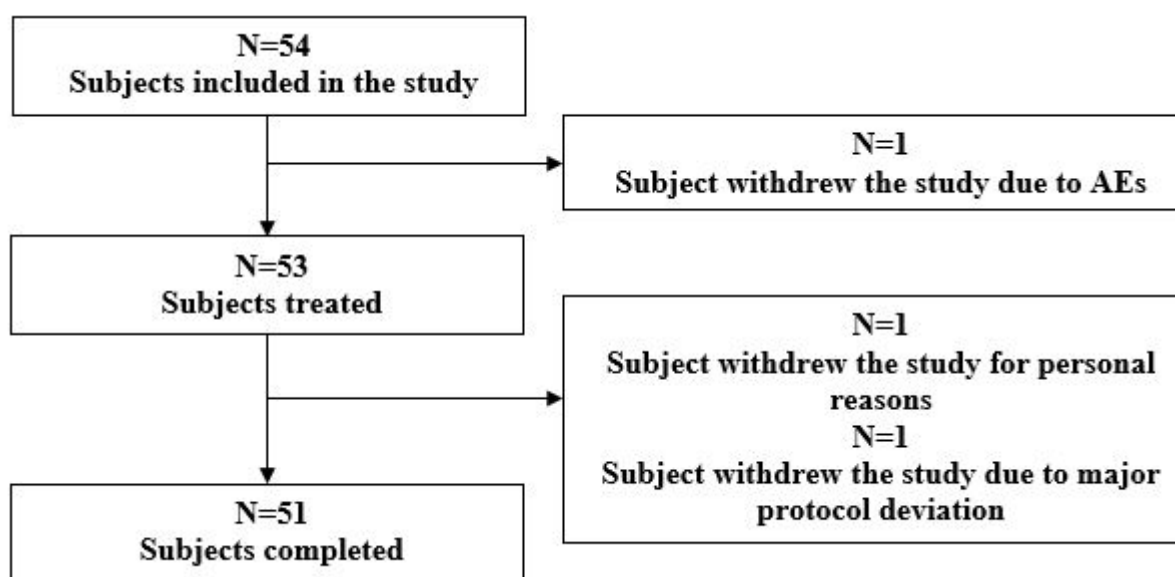 N=54
Subjects included in the study
N=1
Subject withdrew the study due to AEs
N=53
Subjects treated
N=1
Subject withdrew the study for personal
reasons
N=1
Subject withdrew the study due to major
protocol deviation
N=51
Subjects completed